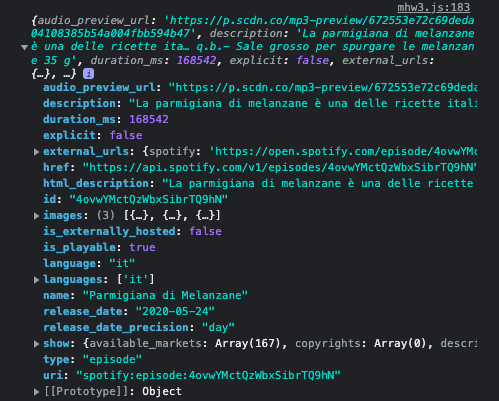 mhw3.js:183
{audio_preview_url: 'https://p.scdn.co/mp3-preview/672553e72c69deda
04108385b54a004fbb594b47', description: 'La parmigiana di melanzane
è una delle ricette ita… q.b.- Sale grosso per spurgare le melanzan
e 35 g', duration_ms: 168542, explicit: false, external_urls:
{…}, …}
audio_preview_url: "https://p.scdn.co/mp3-preview/672553e72c69deda
description: "La parmigiana di melanzane è una delle ricette itali
duration_ms: 168542
explicit: false
external_urls: {spotify: 'https://open.spotify.com/episode/4ovwYMct
href: "https://api.spotify.com/v1/episodes/4ovwYMctQzWbxSibrTQ9hN"
html_description: "La parmigiana di melanzane è una delle ricette
id: "4ovwYMctQzWbxSibrTQ9hN"
images: (3) [{…}, {…}, {…}]
is_externally_hosted: false
is_playable: true
language: "it"
languages: ['it']
name: "Parmigiana di Melanzane"
release_date: "2020-05-24"
release_date_precision: "day"
show: {available_markets: Array(167), copyrights: Array(0), descri
type: "episode"
uri: "spotify:episode:4ovwYMctQzWbxSibrTQ9hN"
[[Prototype]]: Object